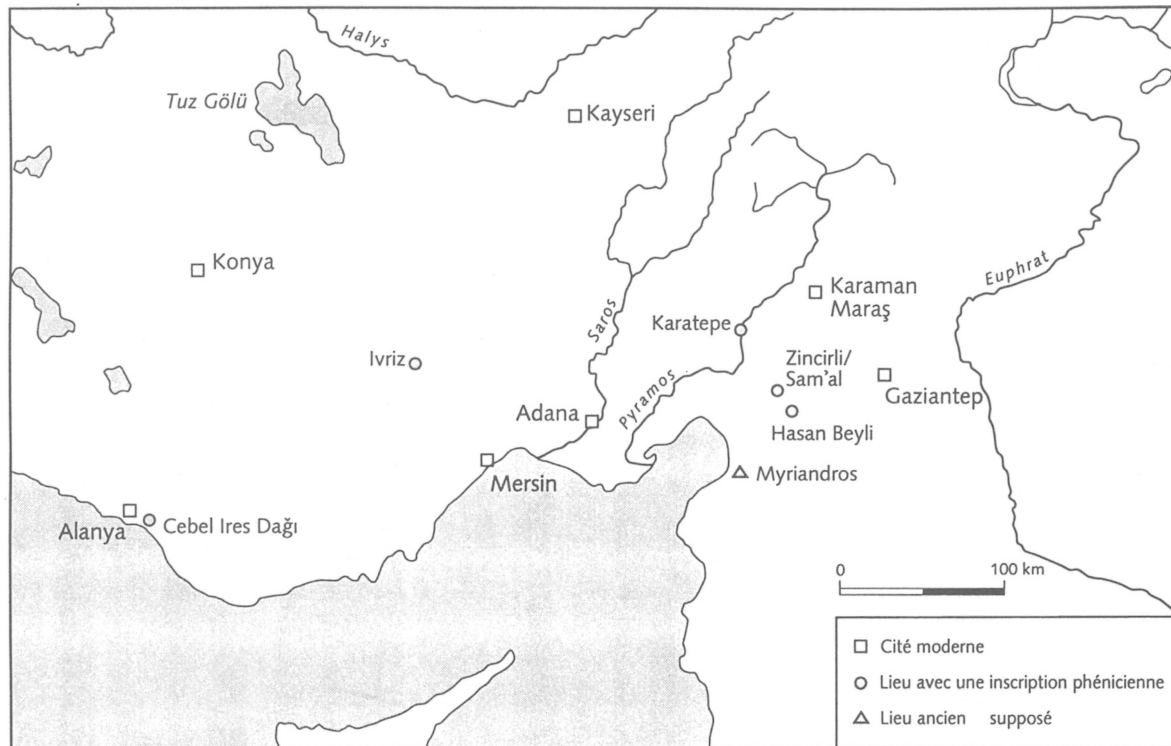 Halys
Tuz Gölü
Kayseri
Konya
Euphrat
Karaman
Maraş
Saros
Karatepe
Ivriz
Zincirli/
Sam'al
Pyramos
Gaziantep
Adana
Hasan Beyli
Mersin
Myriandros
Alanya
Cebel Ires Dağı
0 100 km
Cité moderne
Lieu avec une inscription phénicienne
Lieu ancien supposé